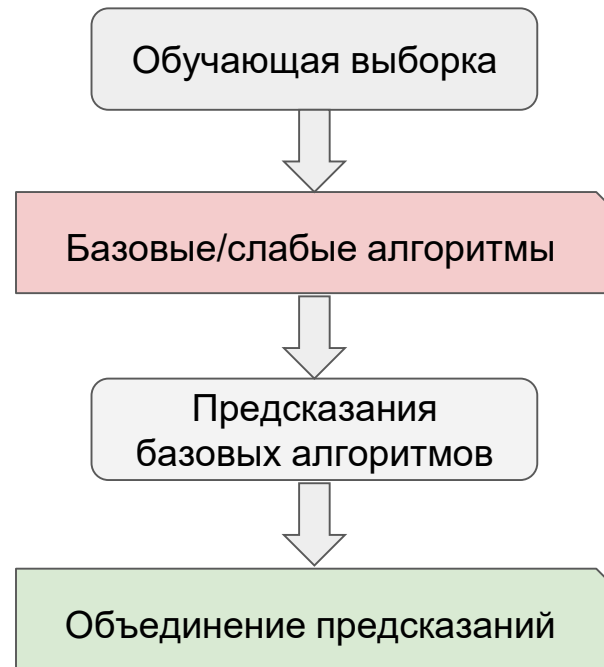 Обучающая выборка
Базовые/слабые алгоритмы
Предсказания
базовых алгоритмов
Объединение предсказаний